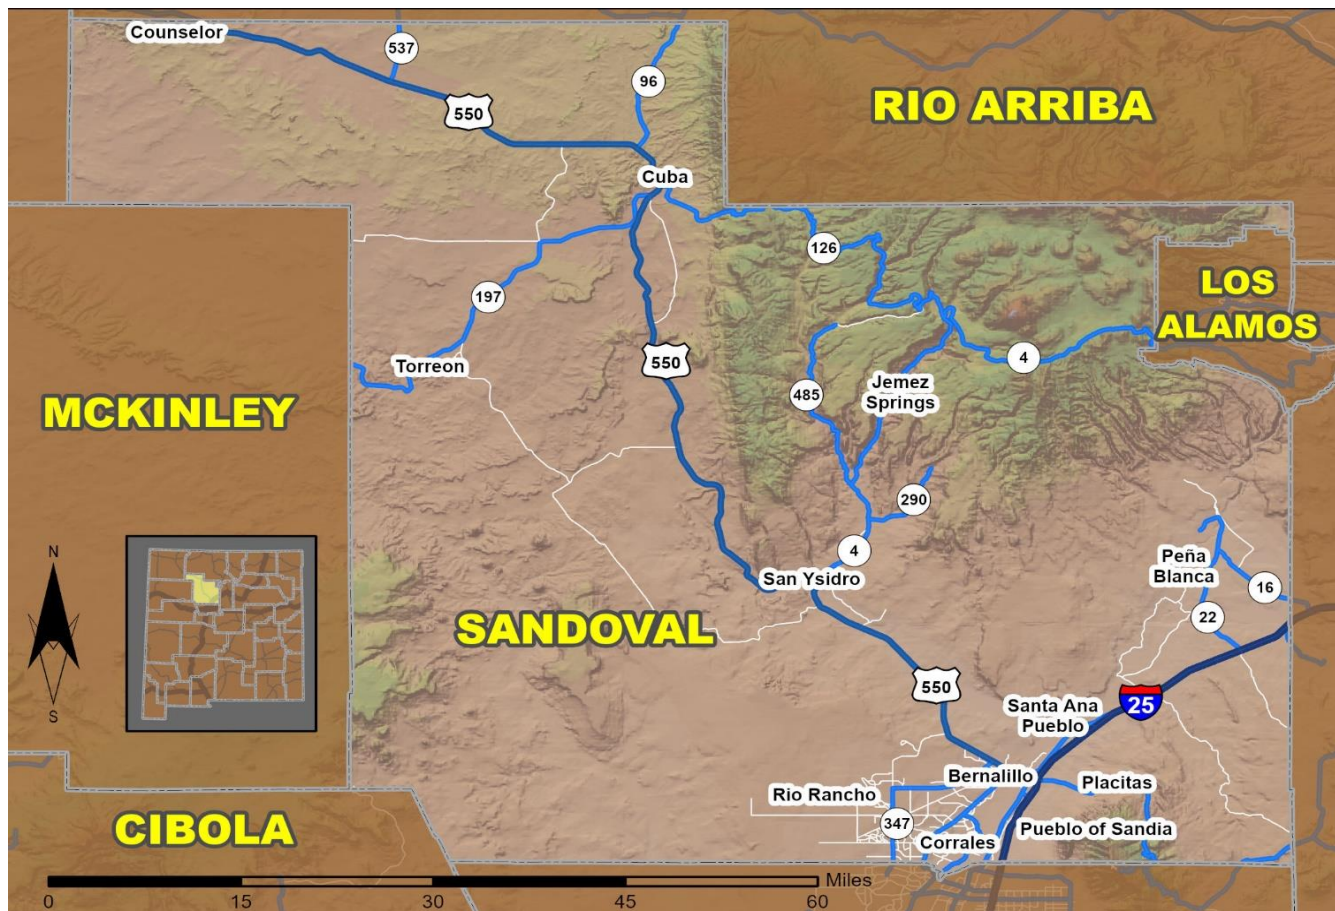 Counselor
537
96
550
RIO ARRIBA
Cuba
126
197
LOS
ALAMOS
550
4
Torreon
Jemez
Springs
485
MCKINLEY
290
N
4
Peña
Blanca
San Ysidro
16
22
SANDOVAL
550
25
S
Santa Ana
Pueblo
Bernalillo
Placitas
Rio Rancho
347
Pueblo of Sandia
CIBOLA
Corrales
Miles
0
15
30
45
60